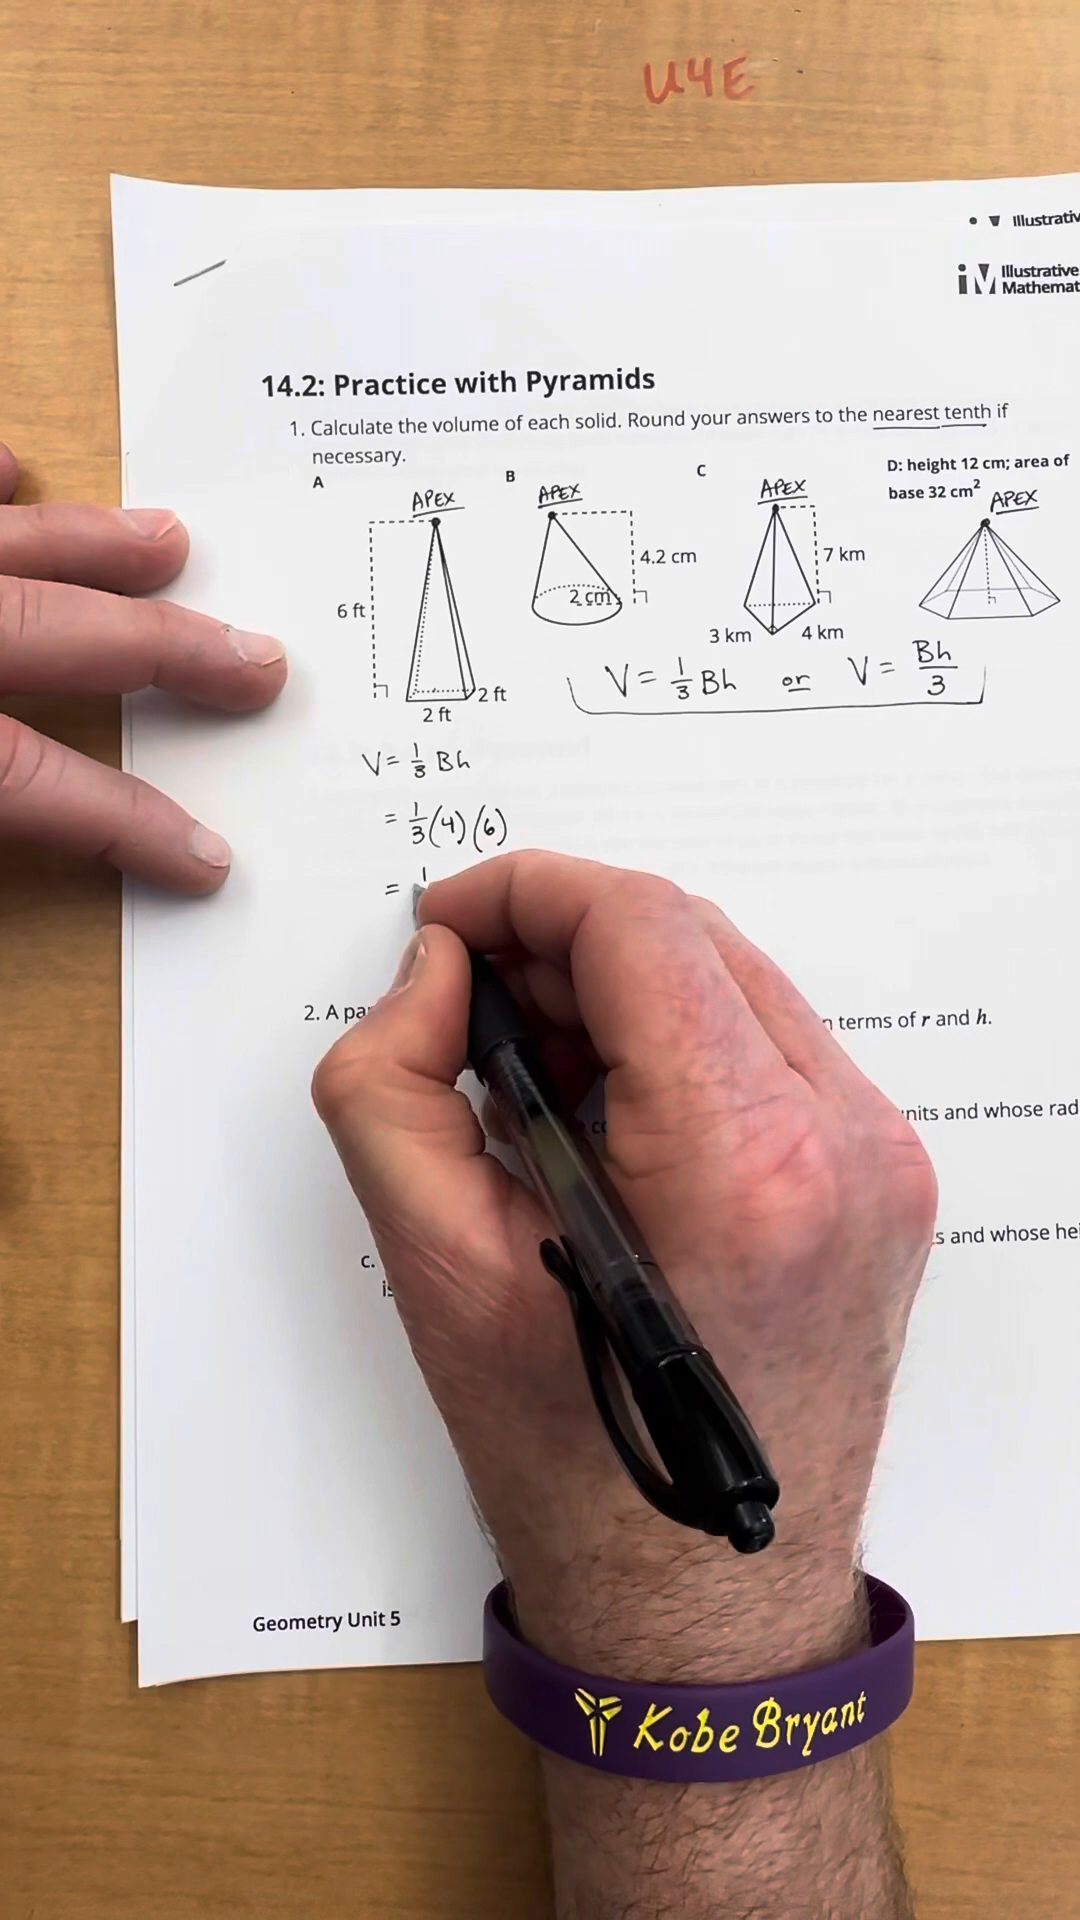 U4E
Illustrativ
Illustrative
Mathemat
14.2: Practice with Pyramids
1. Calculate the volume of each solid. Round your answers to the nearest tenth if
necessary.
A
B
C
D: height 12 cm; area of
base 32 cm²
APEX
APEX
APEX
APEX
6 ft
2 ft
2 ft
2 cm
4.2 cm
7 km
3 km
4 km
V = 1/3 Bh or V = Bh/3
V = 1/3 Bh
= 1/3 (4)(6)
= 1
2. A
n terms of r and h.
units and whose rad
s and whose hei
C.
Geometry Unit 5
Kobe Bryant